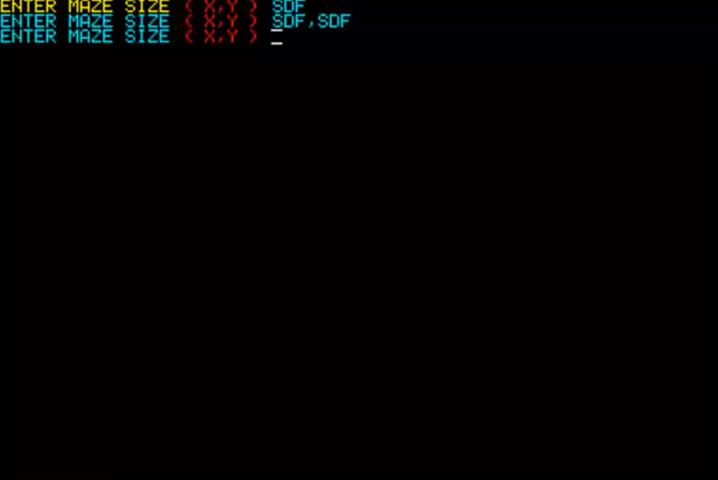 ENTER MAZE SIZE ( X,Y ) SDF
ENTER MAZE SIZE ( X,Y ) SDF,SDF
ENTER MAZE SIZE ( X,Y ) _